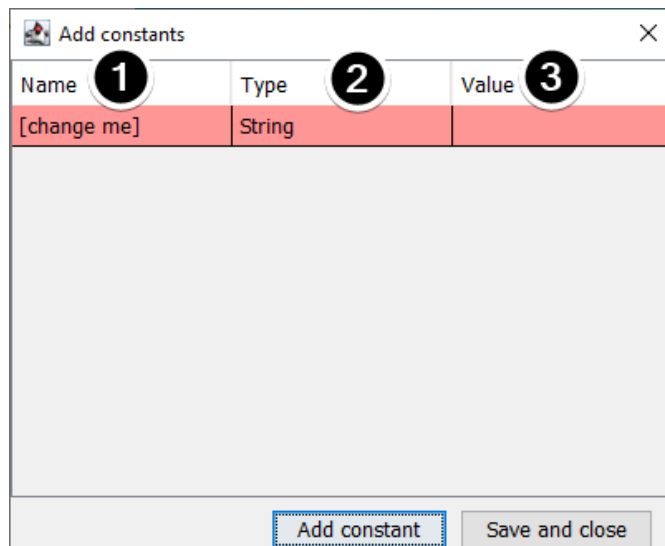 Add constants
Name 1 Type 2 Value 3
[change me] String
Add constant Save and close